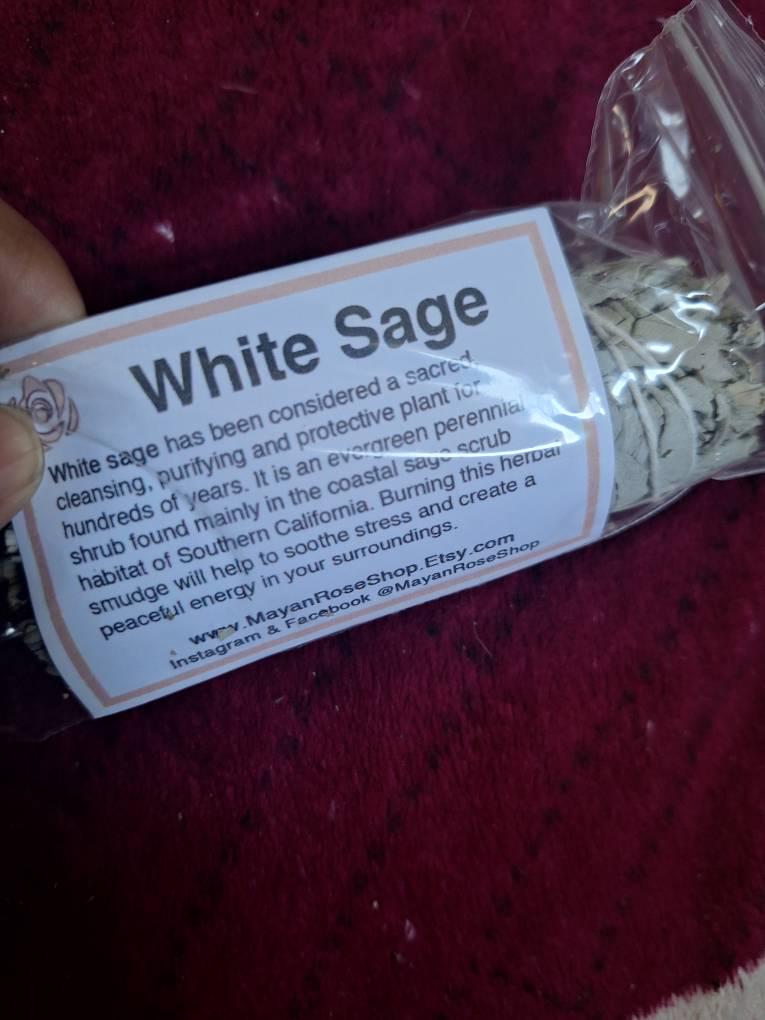 White Sage
White sage has been considered a sacred,
cleansing, purifying and protective plant for
hundreds of years. It is an evergreen perennial
shrub found mainly in the coastal sage scrub
habitat of Southern California. Burning this herbal
smudge will help to soothe stress and create a
peaceful energy in your surroundings.
www.MayanRoseShop.Etsy.com
Instagram & Facebook @MayanRoseShop